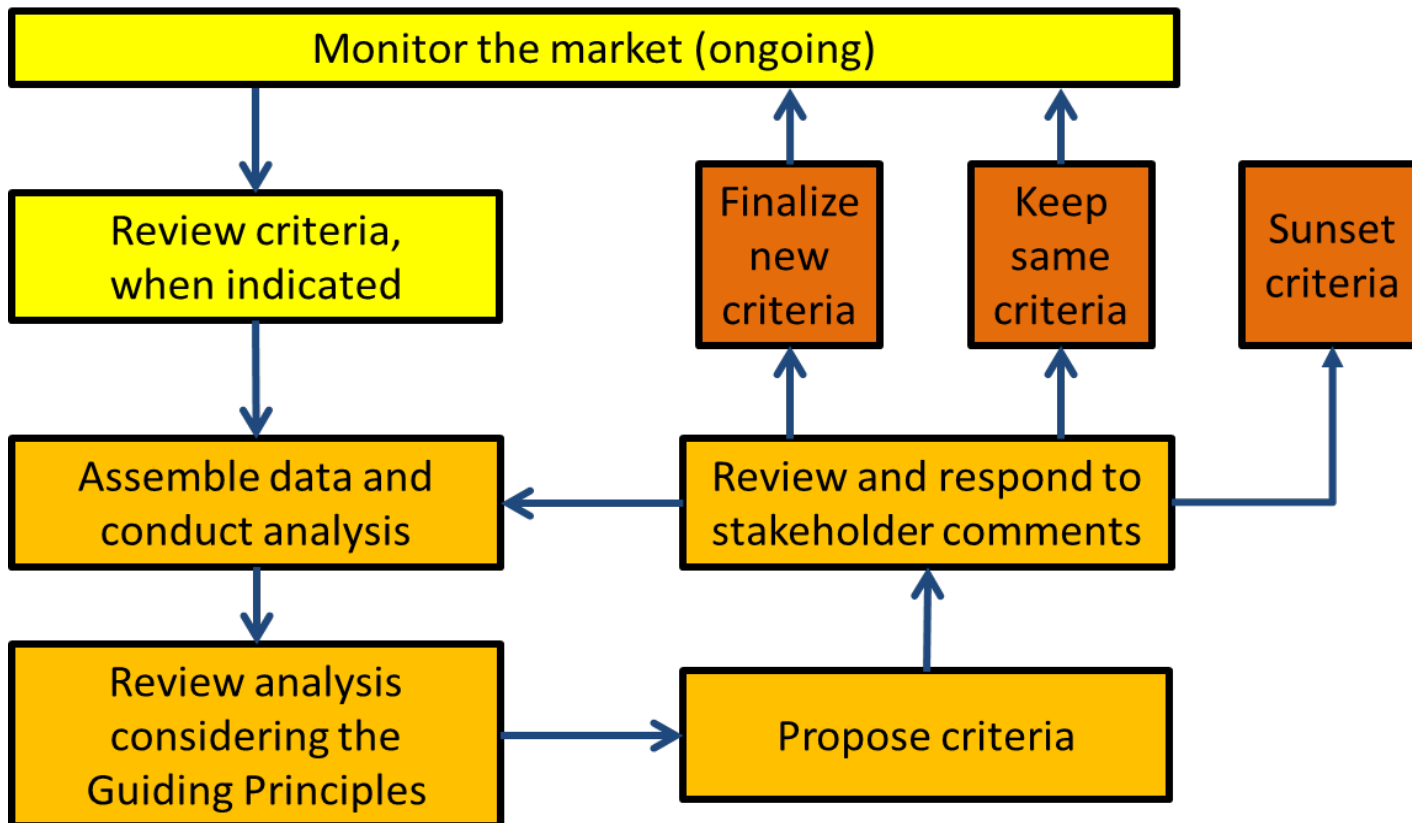 Monitor the market (ongoing)
Review criteria,
when indicated
Finalize
new
criteria
Keep
same
criteria
Sunset
criteria
Assemble data and
conduct analysis
Review and respond to
stakeholder comments
Review analysis
considering the
Guiding Principles
Propose criteria